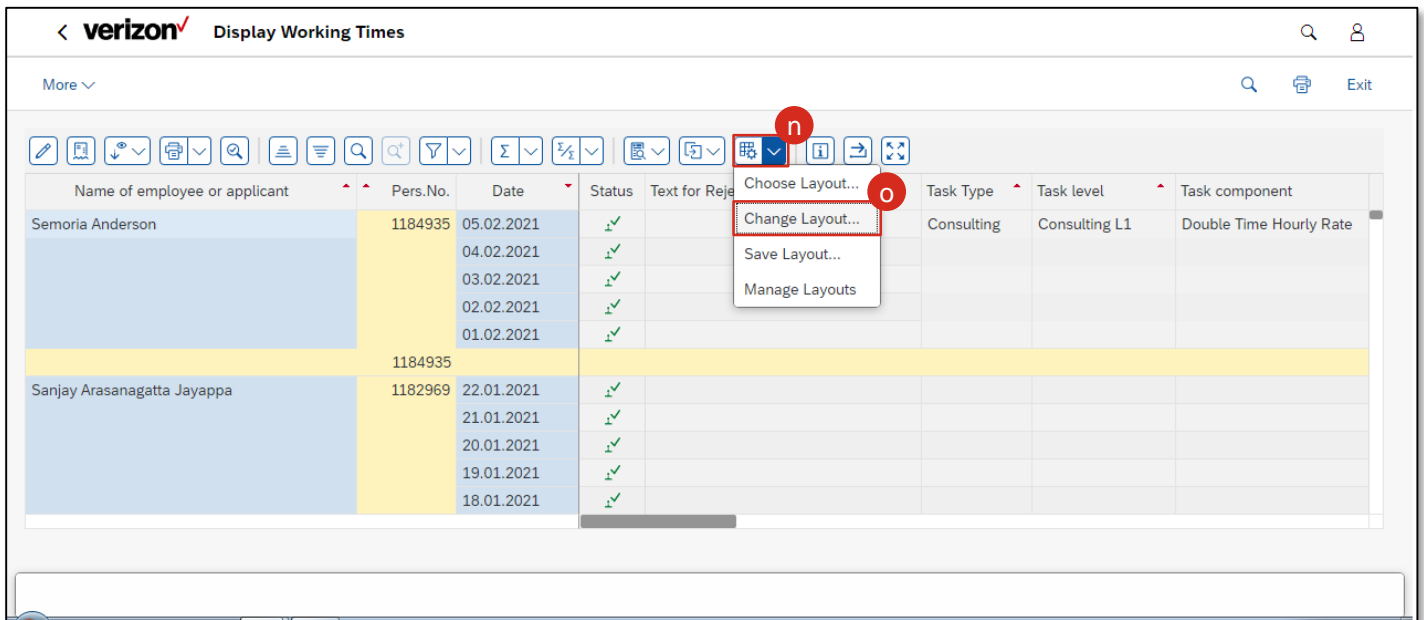 verizon✓ Display Working Times
More Exit
n
Name of employee or applicant Pers.No. Date Status Text for Reje Task Type Task level Task component
Choose Layout...
o
Change Layout...
Save Layout...
Manage Layouts
Semoria Anderson 1184935 05.02.2021 Consulting Consulting L1 Double Time Hourly Rate
04.02.2021
03.02.2021
02.02.2021
01.02.2021
1184935
Sanjay Arasanagatta Jayappa 1182969 22.01.2021
21.01.2021
20.01.2021
19.01.2021
18.01.2021